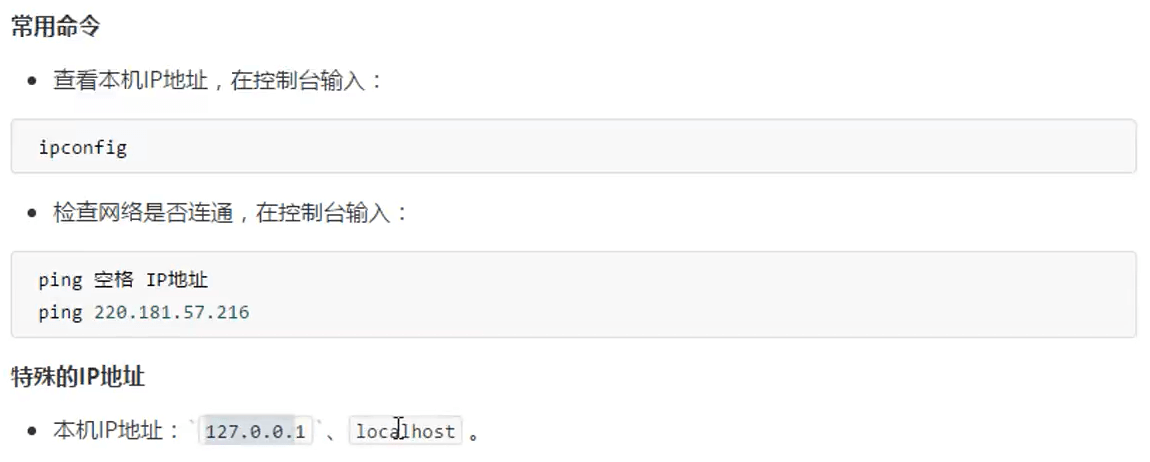 常用命令
查看本机IP地址，在控制台输入：
ipconfig
检查网络是否连通，在控制台输入：
ping 空格 IP地址
ping 220.181.57.216
特殊的IP地址
本机IP地址：`127.0.0.1`、localhost。